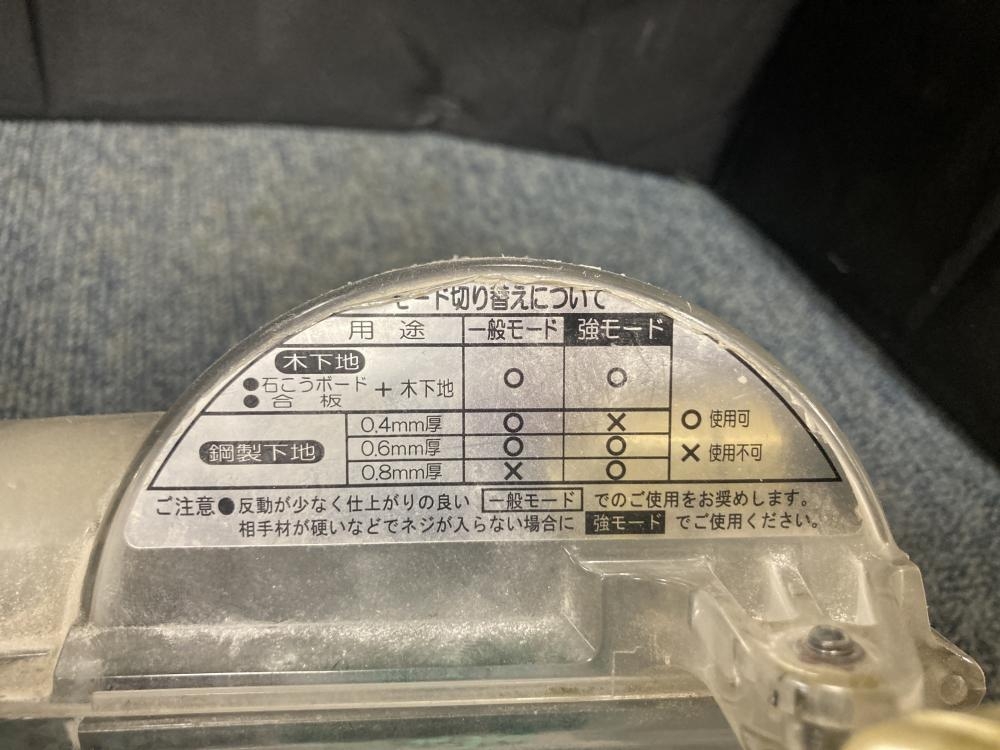 モード切り替えについて
用途 一般モード 強モード
木下地
●石こうボード
●合板
+ 木下地 ○ ○
鋼製下地
0.4mm厚 ○ ×
0.6mm厚 ○ ○
0.8mm厚 × ○
○ 使用可
× 使用不可
ご注意●反動が少なく仕上がりの良い 一般モード でのご使用をお奨めします。
相手材が硬いなどでネジが入らない場合に 強モード でご使用ください。